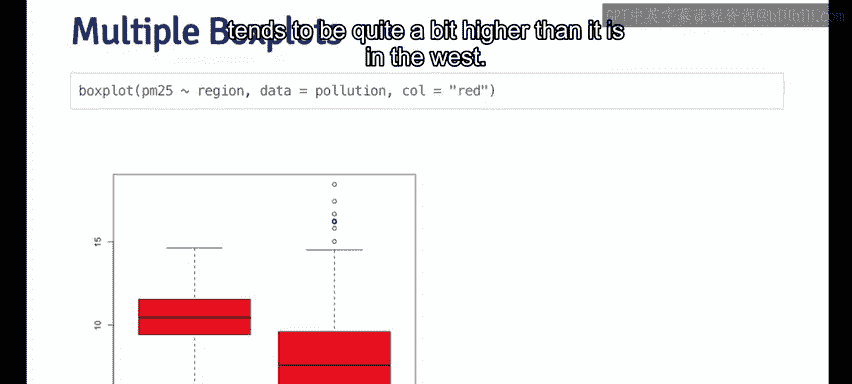 Multiple Boxplots
tends to be quite a bit higher than it is
in the west.
boxplot(pm25 ~ region, data = pollution, col = "red")
15
10